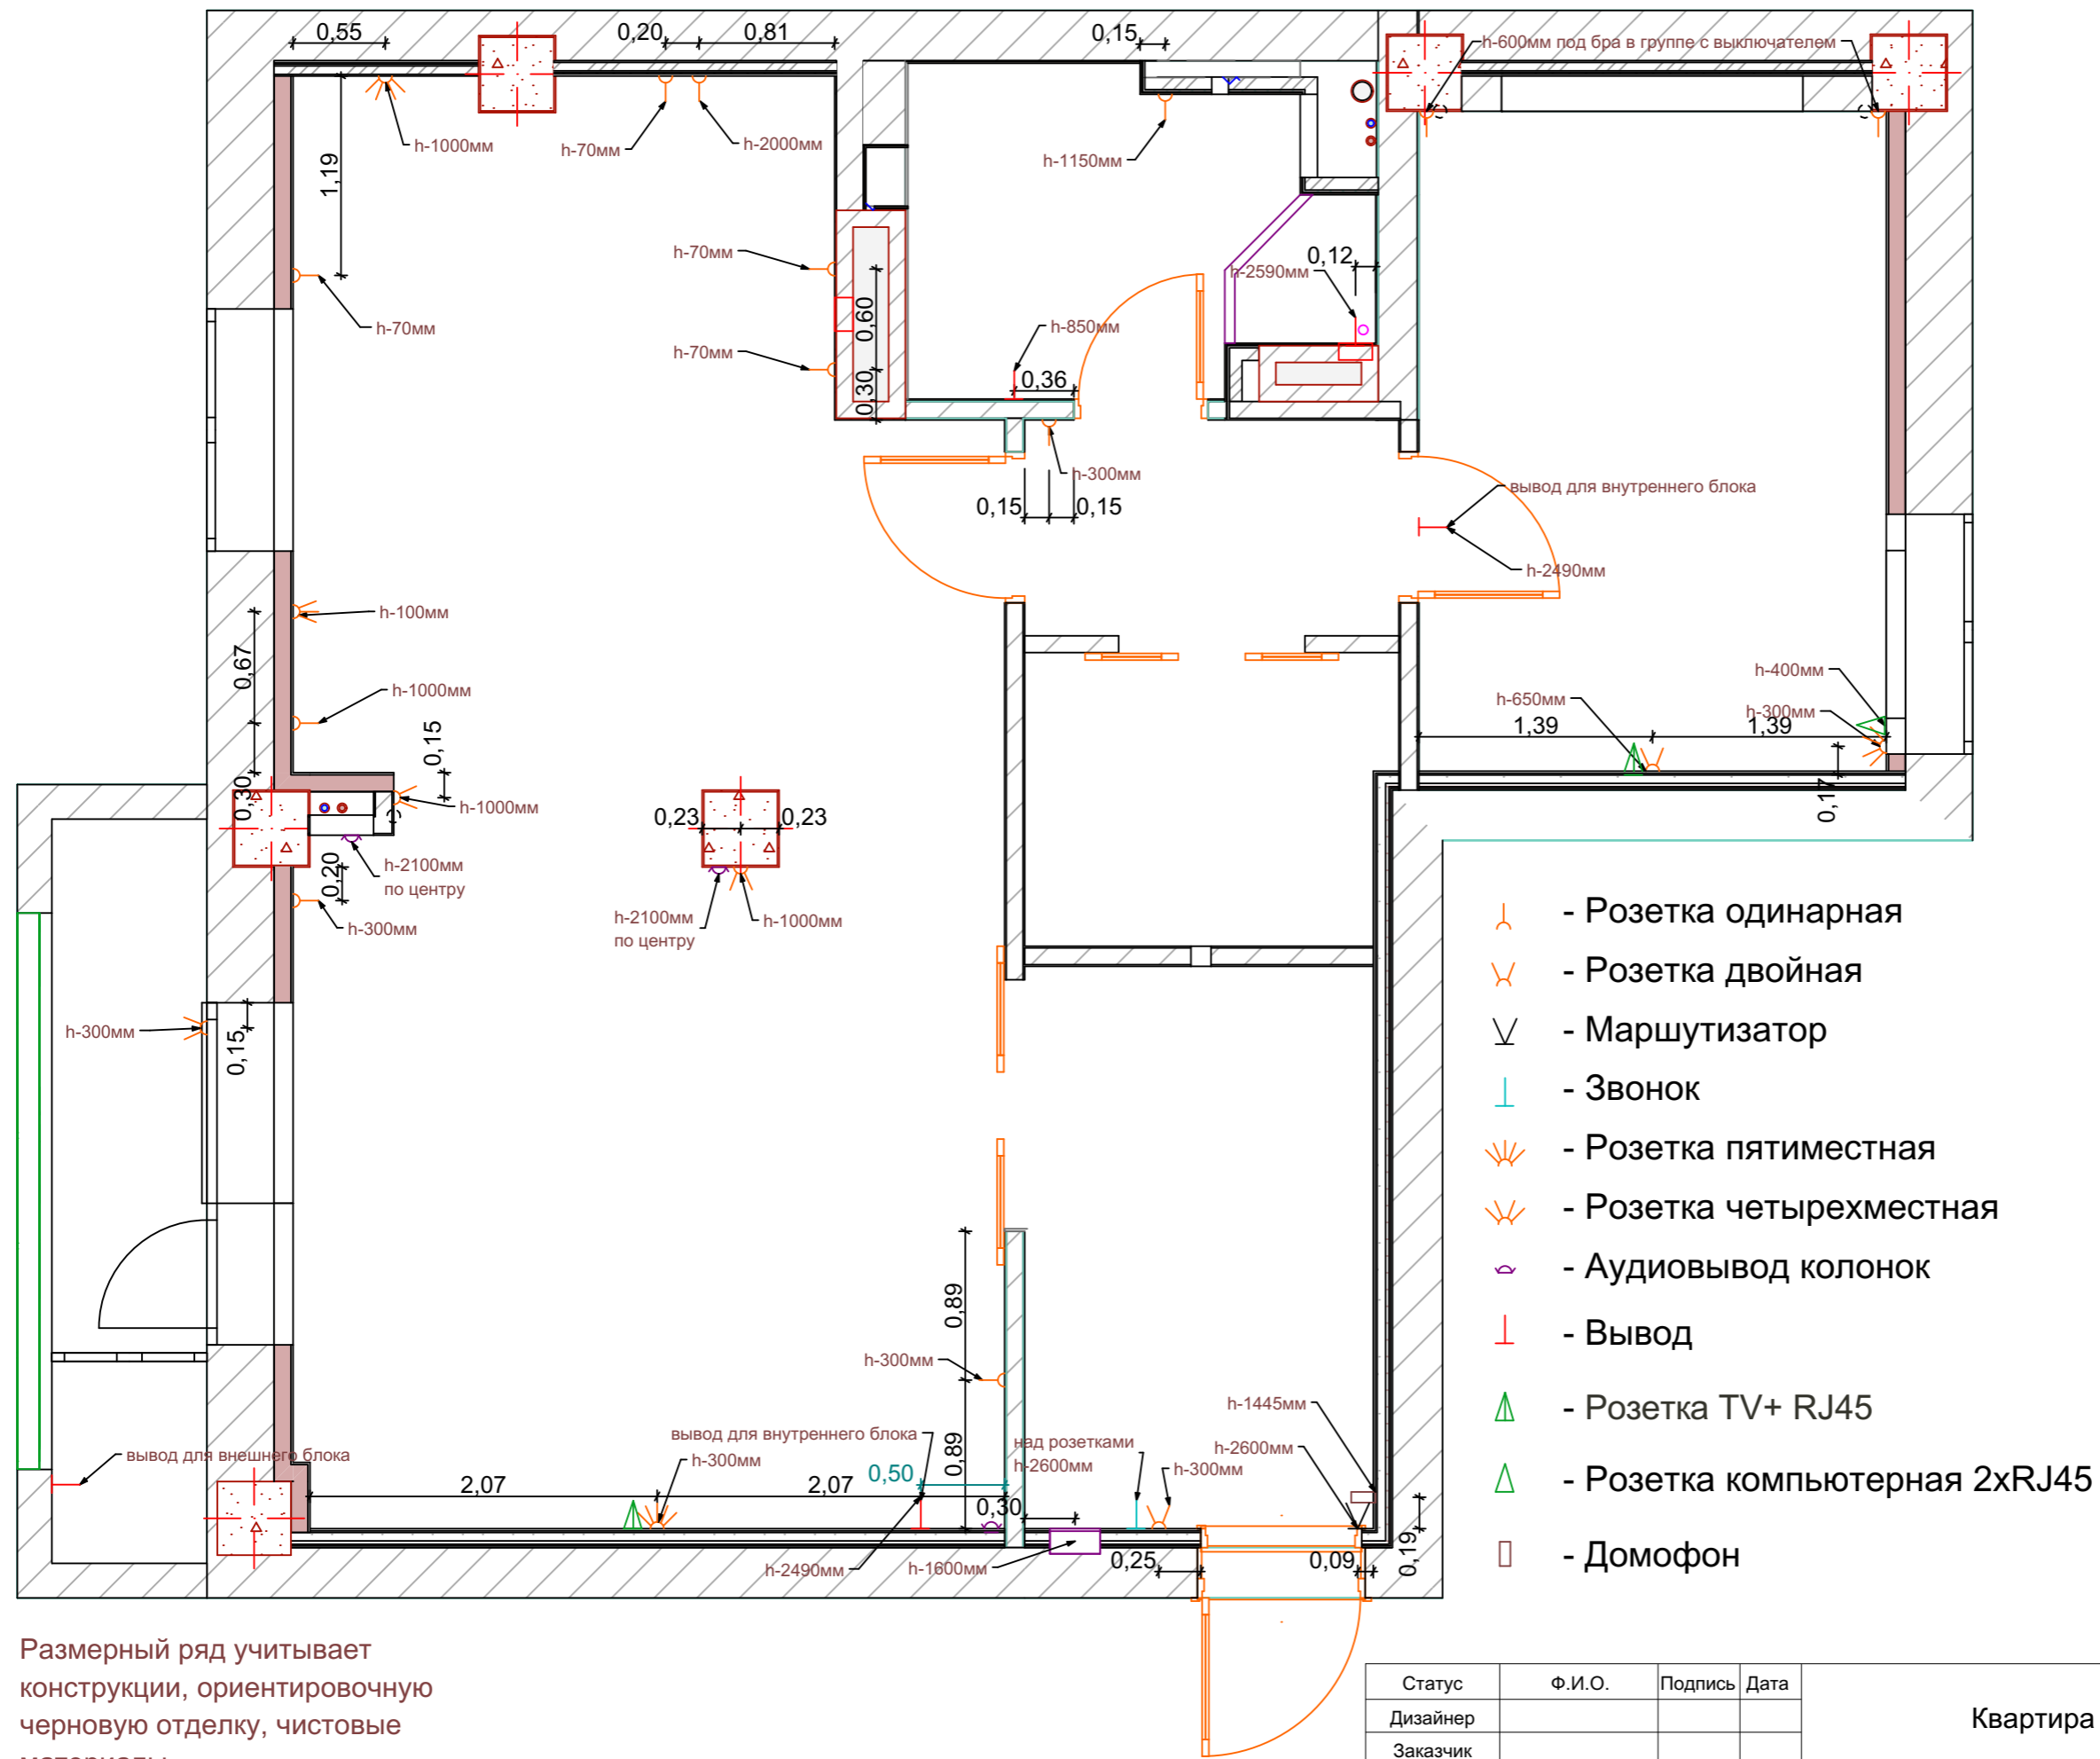 0,55
0,20
0,81
0,15
h-600мм под бра в группе с выключателем
h-1000мм
h-70мм
h-2000мм
h-1150мм
1,19
h-70мм
h-70мм
h-2590мм
0,12
0,60
h-70мм
h-850мм
0,30
0,36
h-300мм
0,15
0,15
вывод для внутреннего блока
h-2490мм
h-100мм
0,67
h-1000мм
0,15
0,30
h-1000мм
h-400мм
h-650мм
h-300мм
1,39
1,39
0,17
0,23
0,23
h-2100мм
по центру
0,20
h-300мм
h-2100мм
по центру
h-1000мм
h-300мм
0,15
- Розетка одинарная
- Розетка двойная
- Маршутизатор
- Звонок
- Розетка пятиместная
- Розетка четырехместная
- Аудиовывод колонок
- Вывод
- Розетка TV+ RJ45
- Розетка компьютерная 2xRJ45
- Домофон
0,89
h-300мм
0,89
h-1445мм
вывод для внутреннего блока
h-300мм
над розетками
h-2600мм
h-2600мм
h-300мм
вывод для внешнего блока
2,07
2,07
0,50
0,30
h-2490мм
h-1600мм
0,25
0,09
0,19
Размерный ряд учитывает
конструкции, ориентировочную
черновую отделку, чистовые
Статус
Ф.И.О.
Подпись
Дата
Дизайнер
Заказчик
Квартира